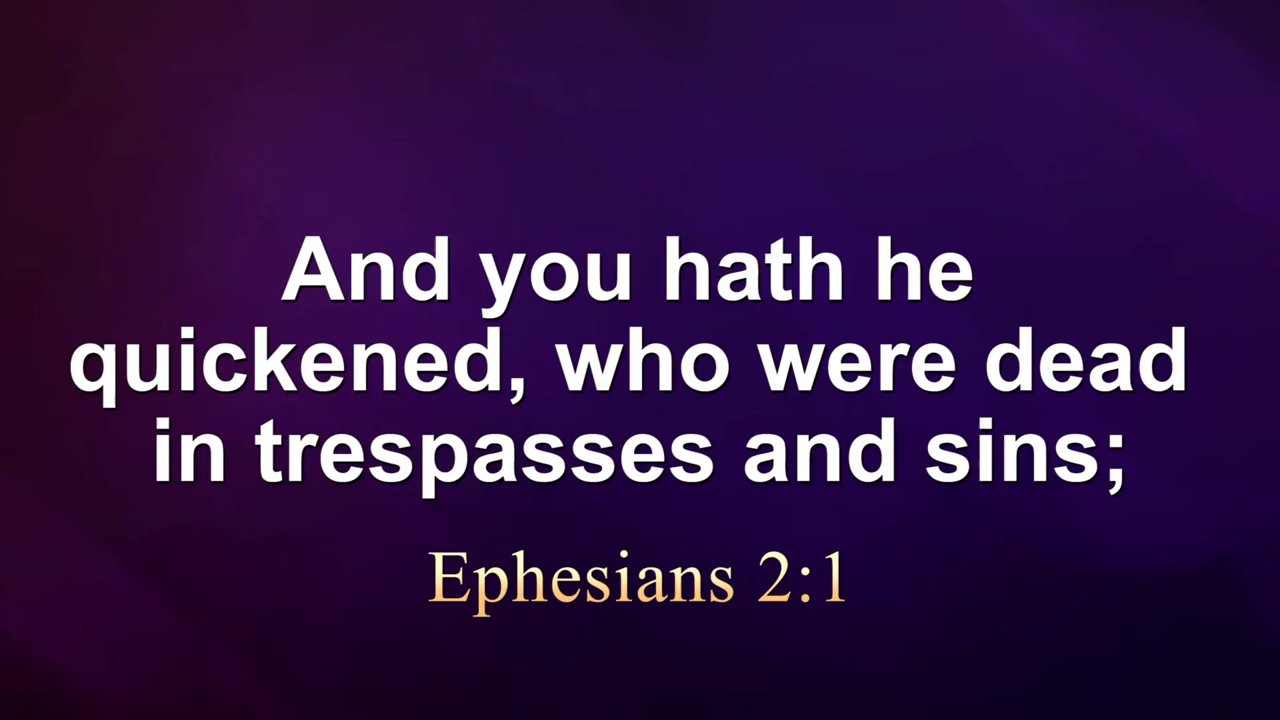 And you hath he
quickened, who were dead
in trespasses and sins;
Ephesians 2:1